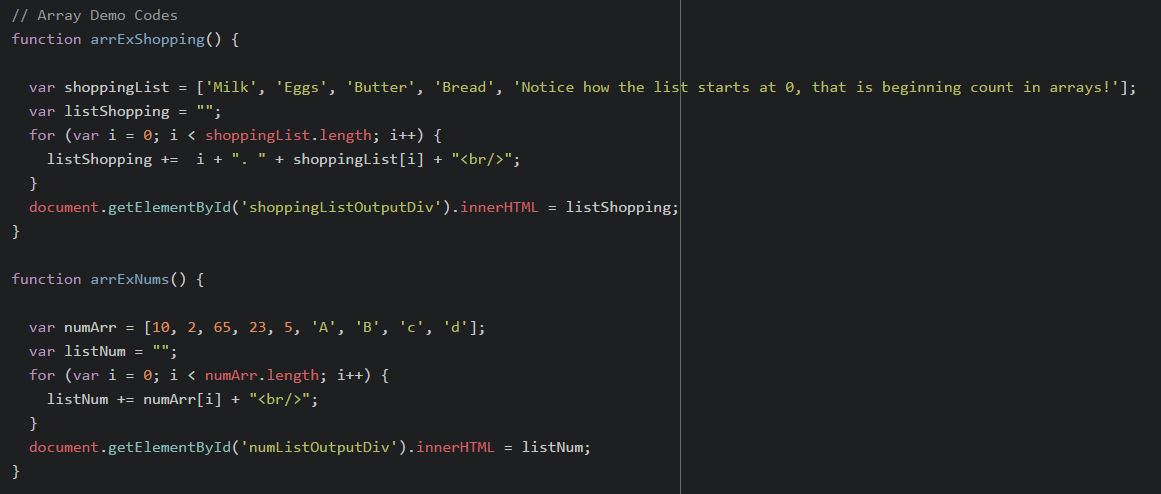 // Array Demo Codes
function arrExShopping() {
var shoppingList = ['Milk', 'Eggs', 'Butter', 'Bread', 'Notice how the list starts at 0, that is beginning count in arrays!'];
var listShopping = "";
for (var i = 0; i < shoppingList.length; i++) {
listShopping +=  i + ". " + shoppingList[i] + "<br/>";
}
document.getElementById('shoppingListOutputDiv').innerHTML = listShopping;
}
function arrExNums() {
var numArr = [10, 2, 65, 23, 5, 'A', 'B', 'c', 'd'];
var listNum = "";
for (var i = 0; i < numArr.length; i++) {
listNum += numArr[i] + "<br/>";
}
document.getElementById('numListOutputDiv').innerHTML = listNum;
}